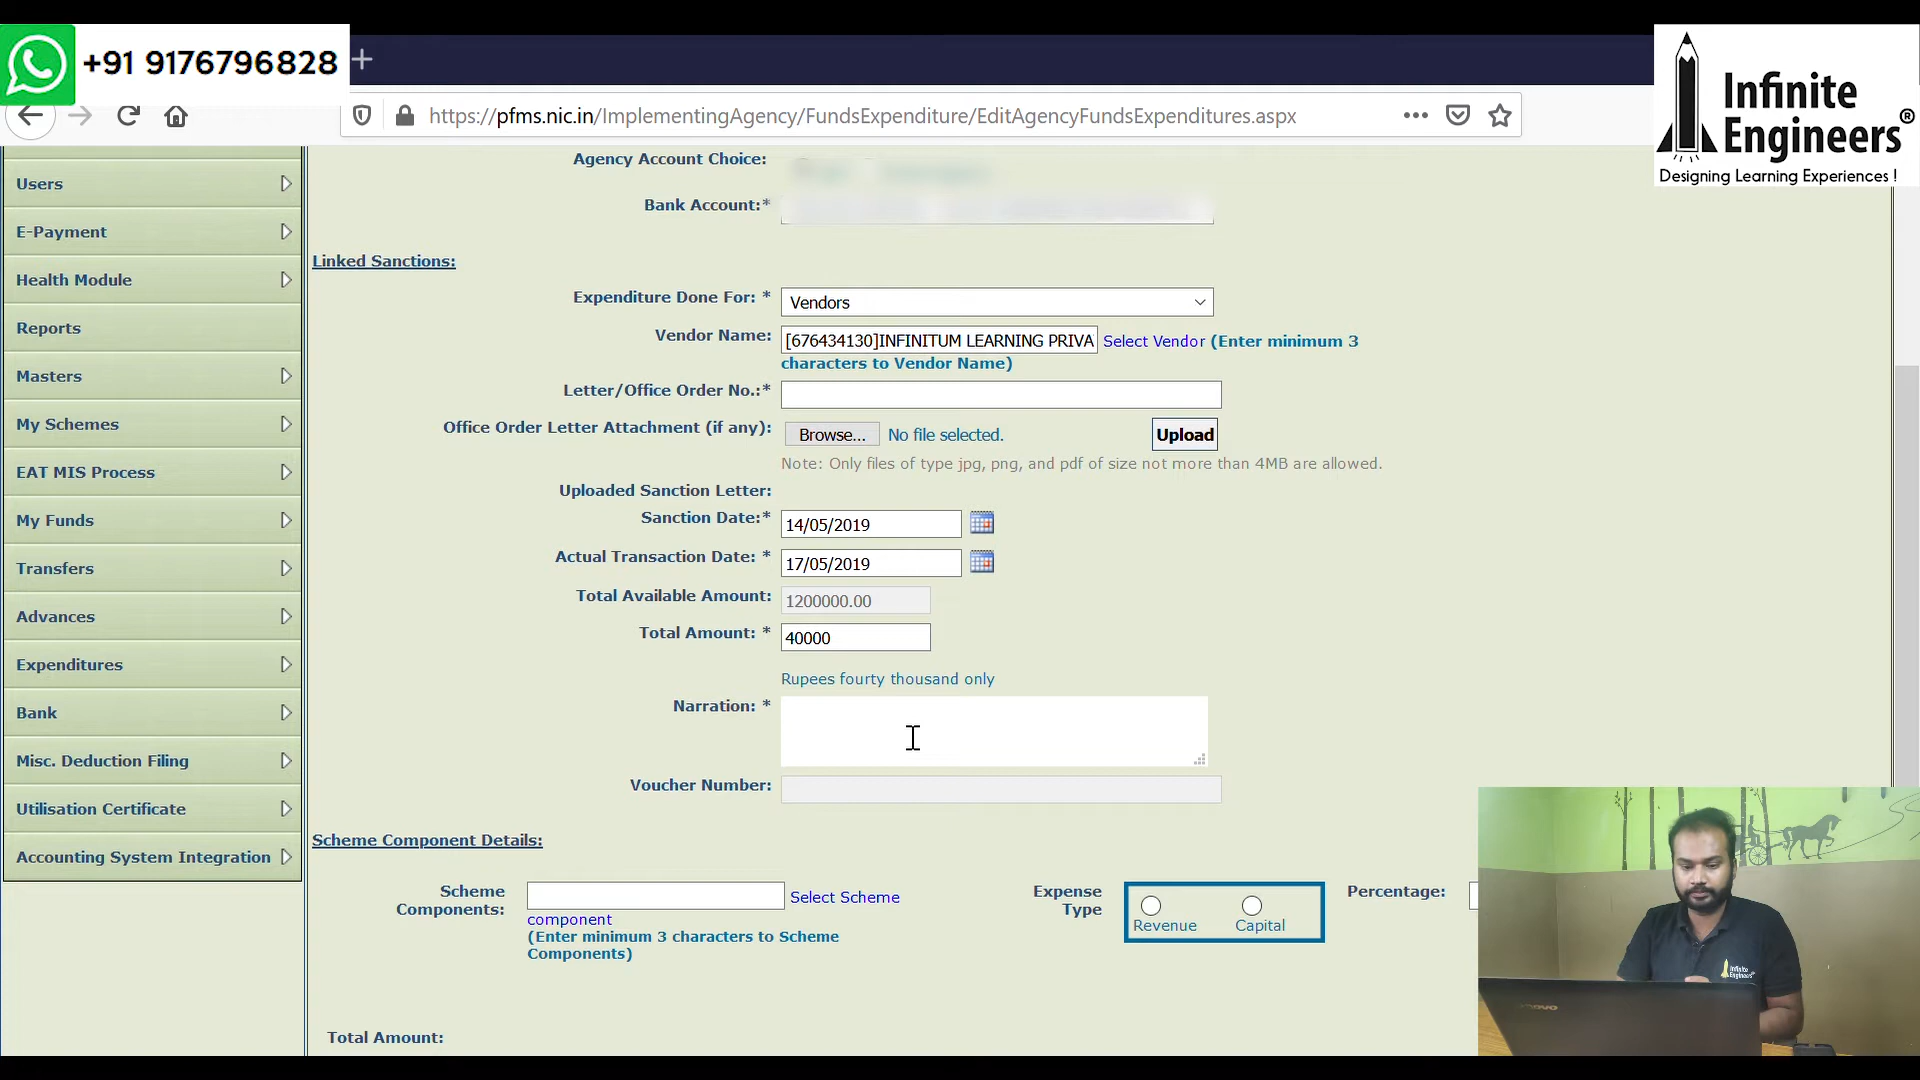 +91 9176796828
Infinite
Engineers®
Designing Learning Experiences !
https://pfms.nic.in/ImplementingAgency/FundsExpenditure/EditAgencyFundsExpenditures.aspx
Users
E-Payment
Health Module
Reports
Masters
My Schemes
EAT MIS Process
My Funds
Transfers
Advances
Expenditures
Bank
Misc. Deduction Filing
Utilisation Certificate
Accounting System Integration
Agency Account Choice:
Bank Account:*
Linked Sanctions:
Expenditure Done For: * Vendors
Vendor Name: [676434130]INFINITUM LEARNING PRIVA Select Vendor (Enter minimum 3
characters to Vendor Name)
Letter/Office Order No.:*
Office Order Letter Attachment (if any): Browse... No file selected. Upload
Note: Only files of type jpg, png, and pdf of size not more than 4MB are allowed.
Uploaded Sanction Letter:
Sanction Date:* 14/05/2019
Actual Transaction Date: * 17/05/2019
Total Available Amount: 1200000.00
Total Amount: * 40000
Rupees fourty thousand only
Narration: *
Voucher Number:
Scheme Component Details:
Scheme
Components:
Select Scheme
component
(Enter minimum 3 characters to Scheme
Components)
Expense
Type
Revenue
Capital
Percentage:
Total Amount:
Infinite
Engineers
lenovo